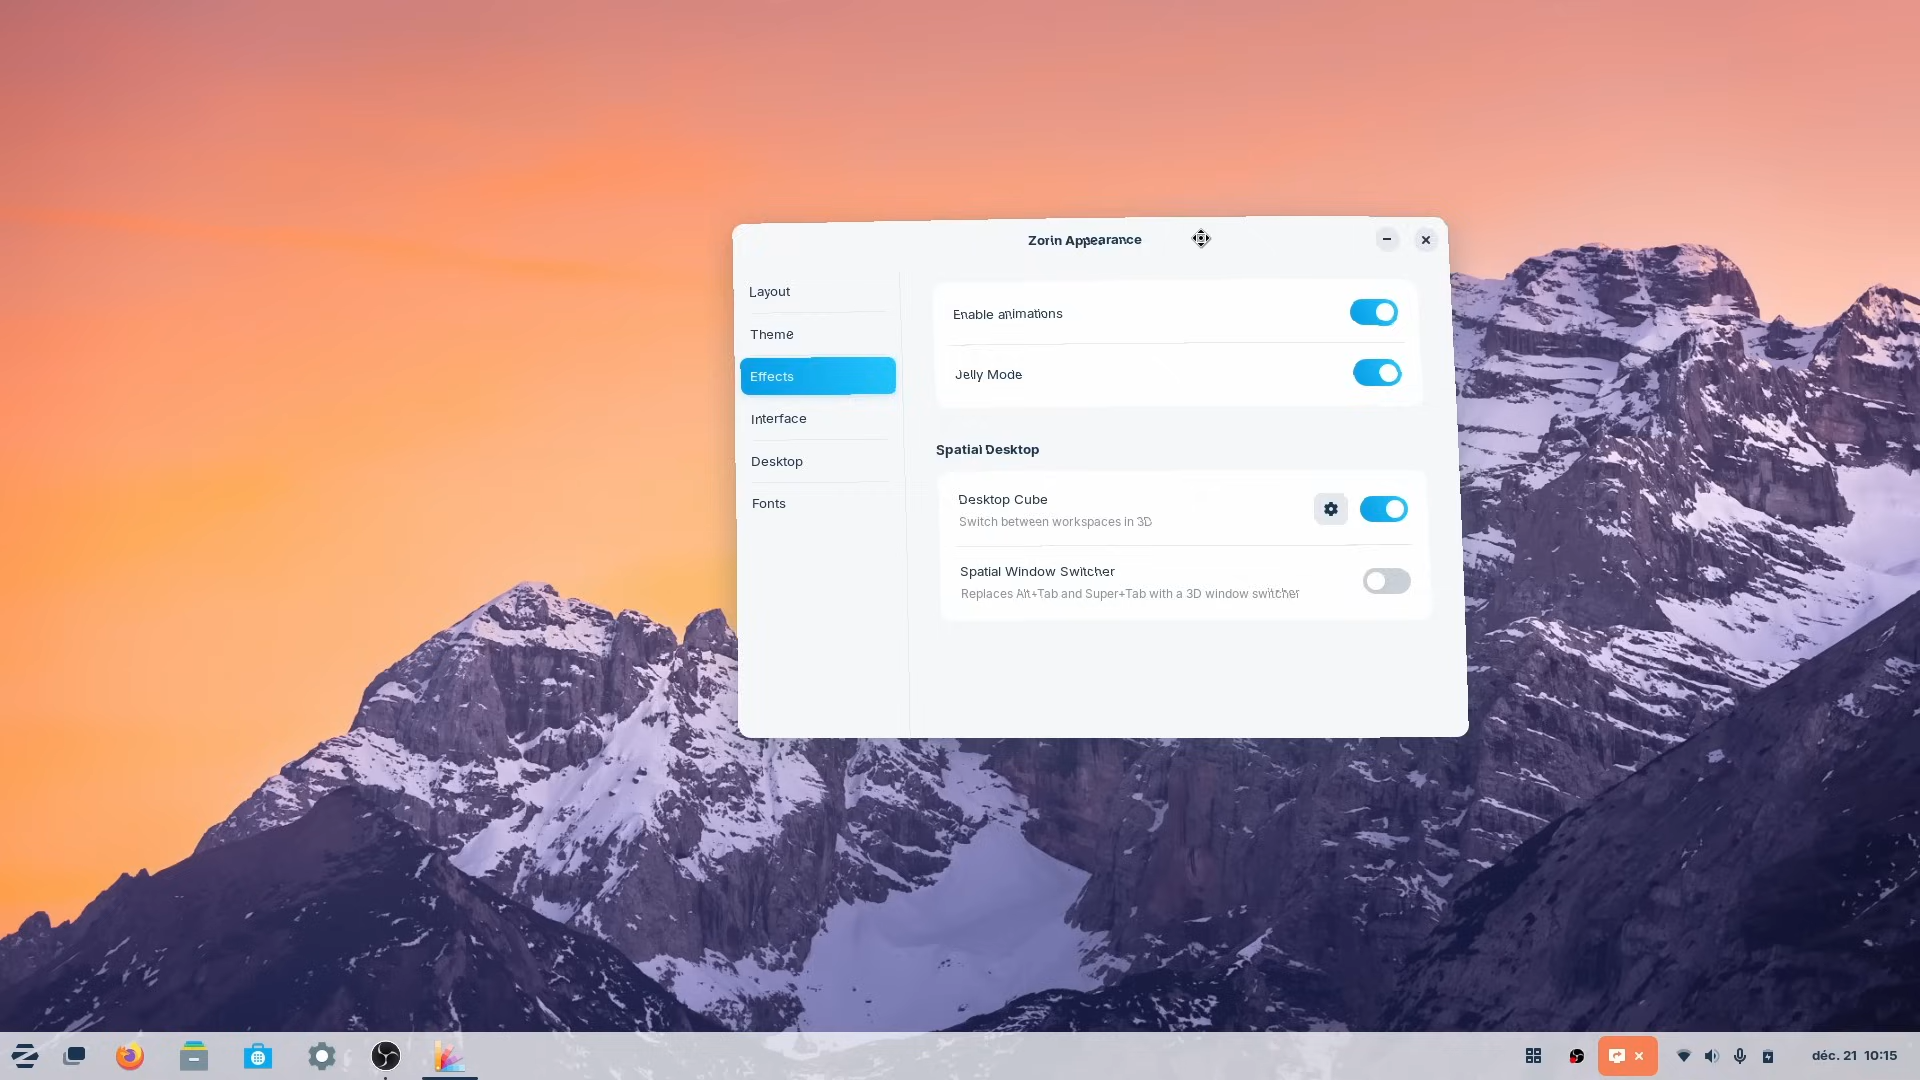 Zorin Appearance
Layout
Theme
Effects
Interface
Desktop
Fonts
Enable animations
Jelly Mode
Spatial Desktop
Desktop Cube
Switch between workspaces in 3D
Spatial Window Switcher
Replaces Alt+Tab and Super+Tab with a 3D window switcher
déc. 21 10:15